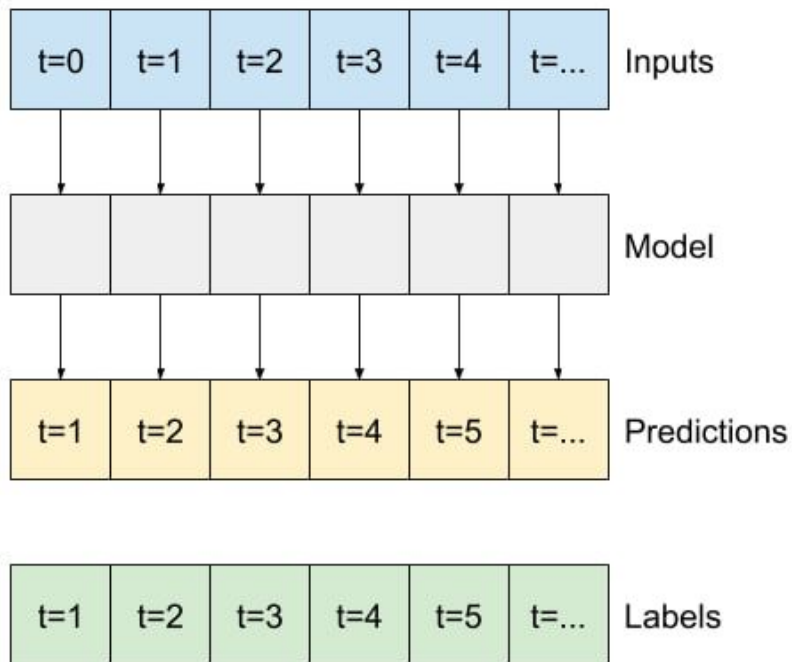 t=0 t=1 t=2 t=3 t=4 t=... Inputs
Model
t=1 t=2 t=3 t=4 t=5 t=... Predictions
t=1 t=2 t=3 t=4 t=5 t=... Labels